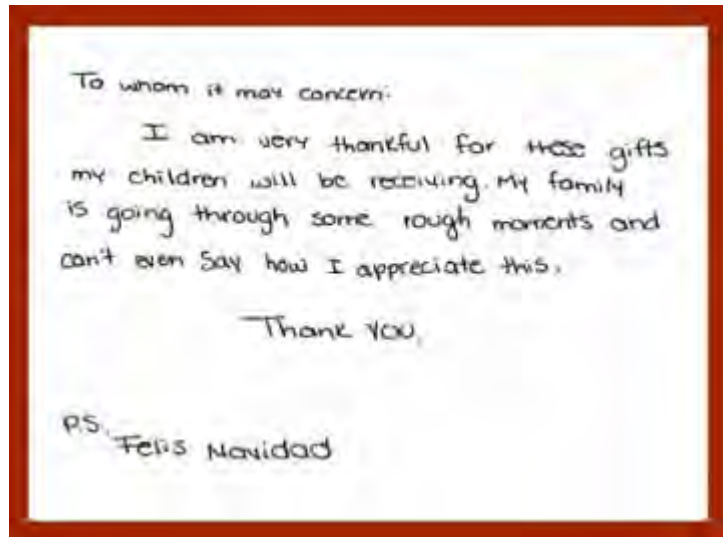 To whom it may concern:
I am very thankful for these gifts
my children will be receiving. My family
is going through some rough moments and
can't even say how I appreciate this.
Thank you.
P.S.
Felis Navidad